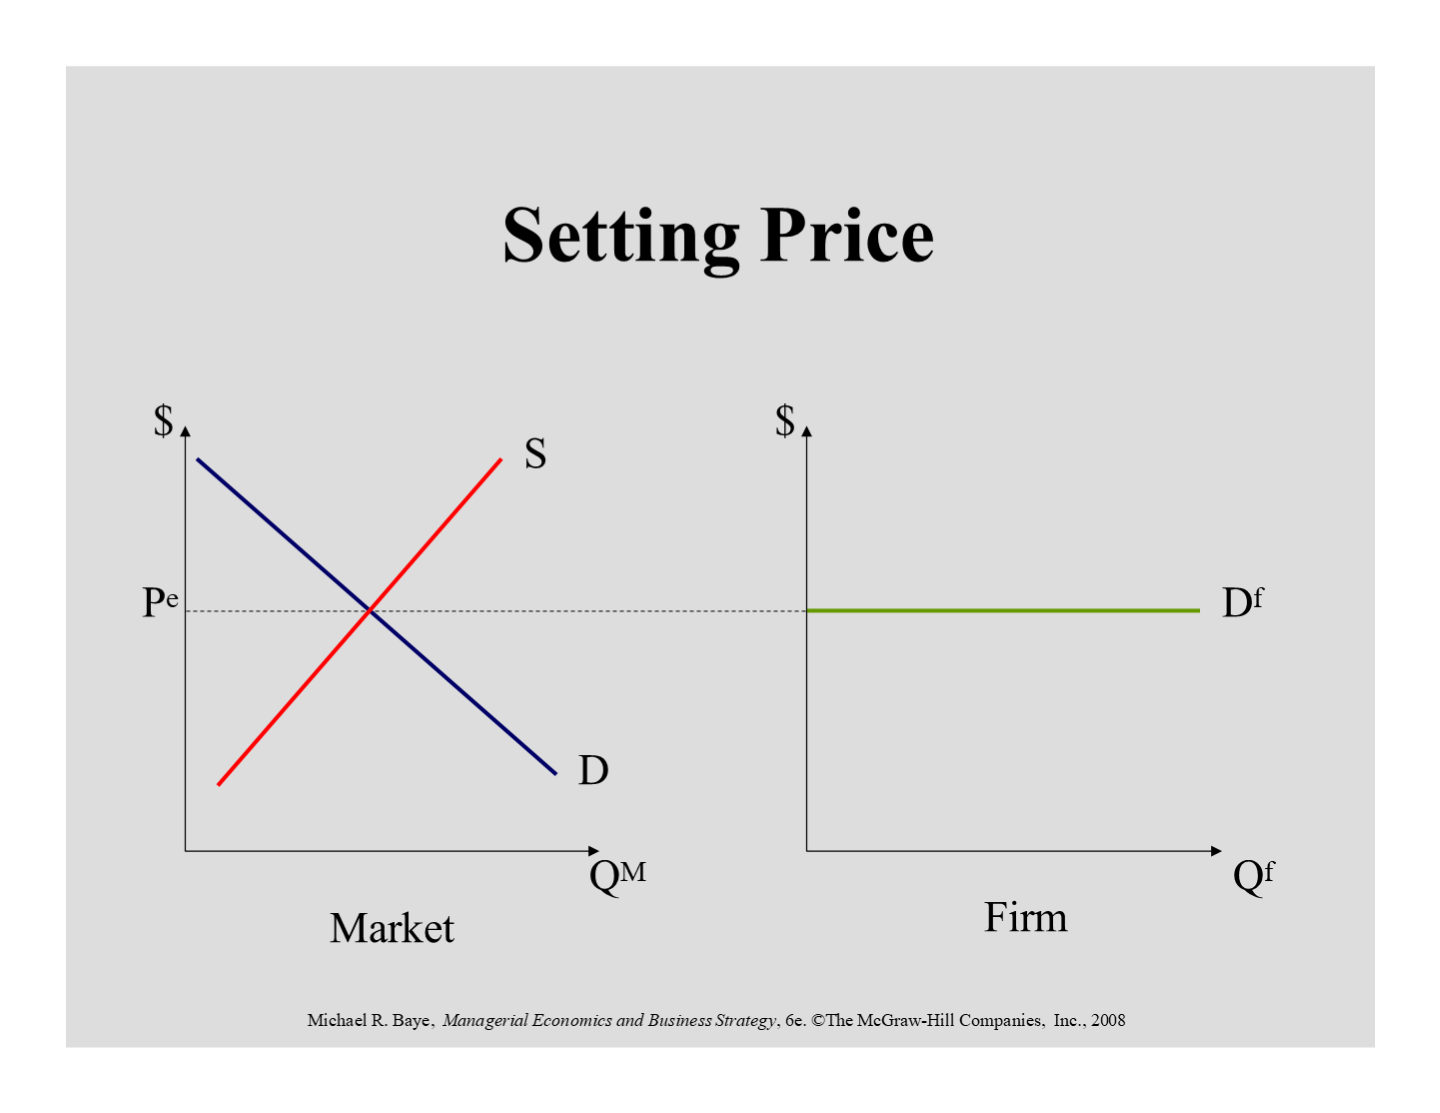 Setting Price
$
S
Pe
D
QM
Market
$
Df
Qf
Firm
Michael R. Baye, Managerial Economics and Business Strategy, 6e. ©The McGraw-Hill Companies, Inc., 2008